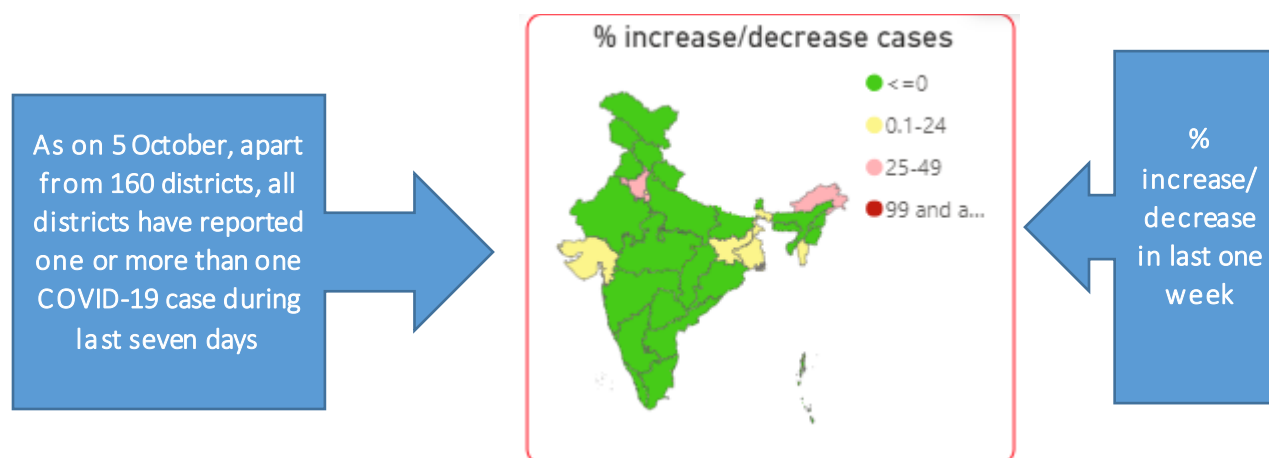 As on 5 October, apart
from 160 districts, all
districts have reported
one or more than one
COVID-19 case during
last seven days
% increase/decrease cases
<=0
0.1-24
25-49
99 and a...
%
increase/
decrease
in last one
week